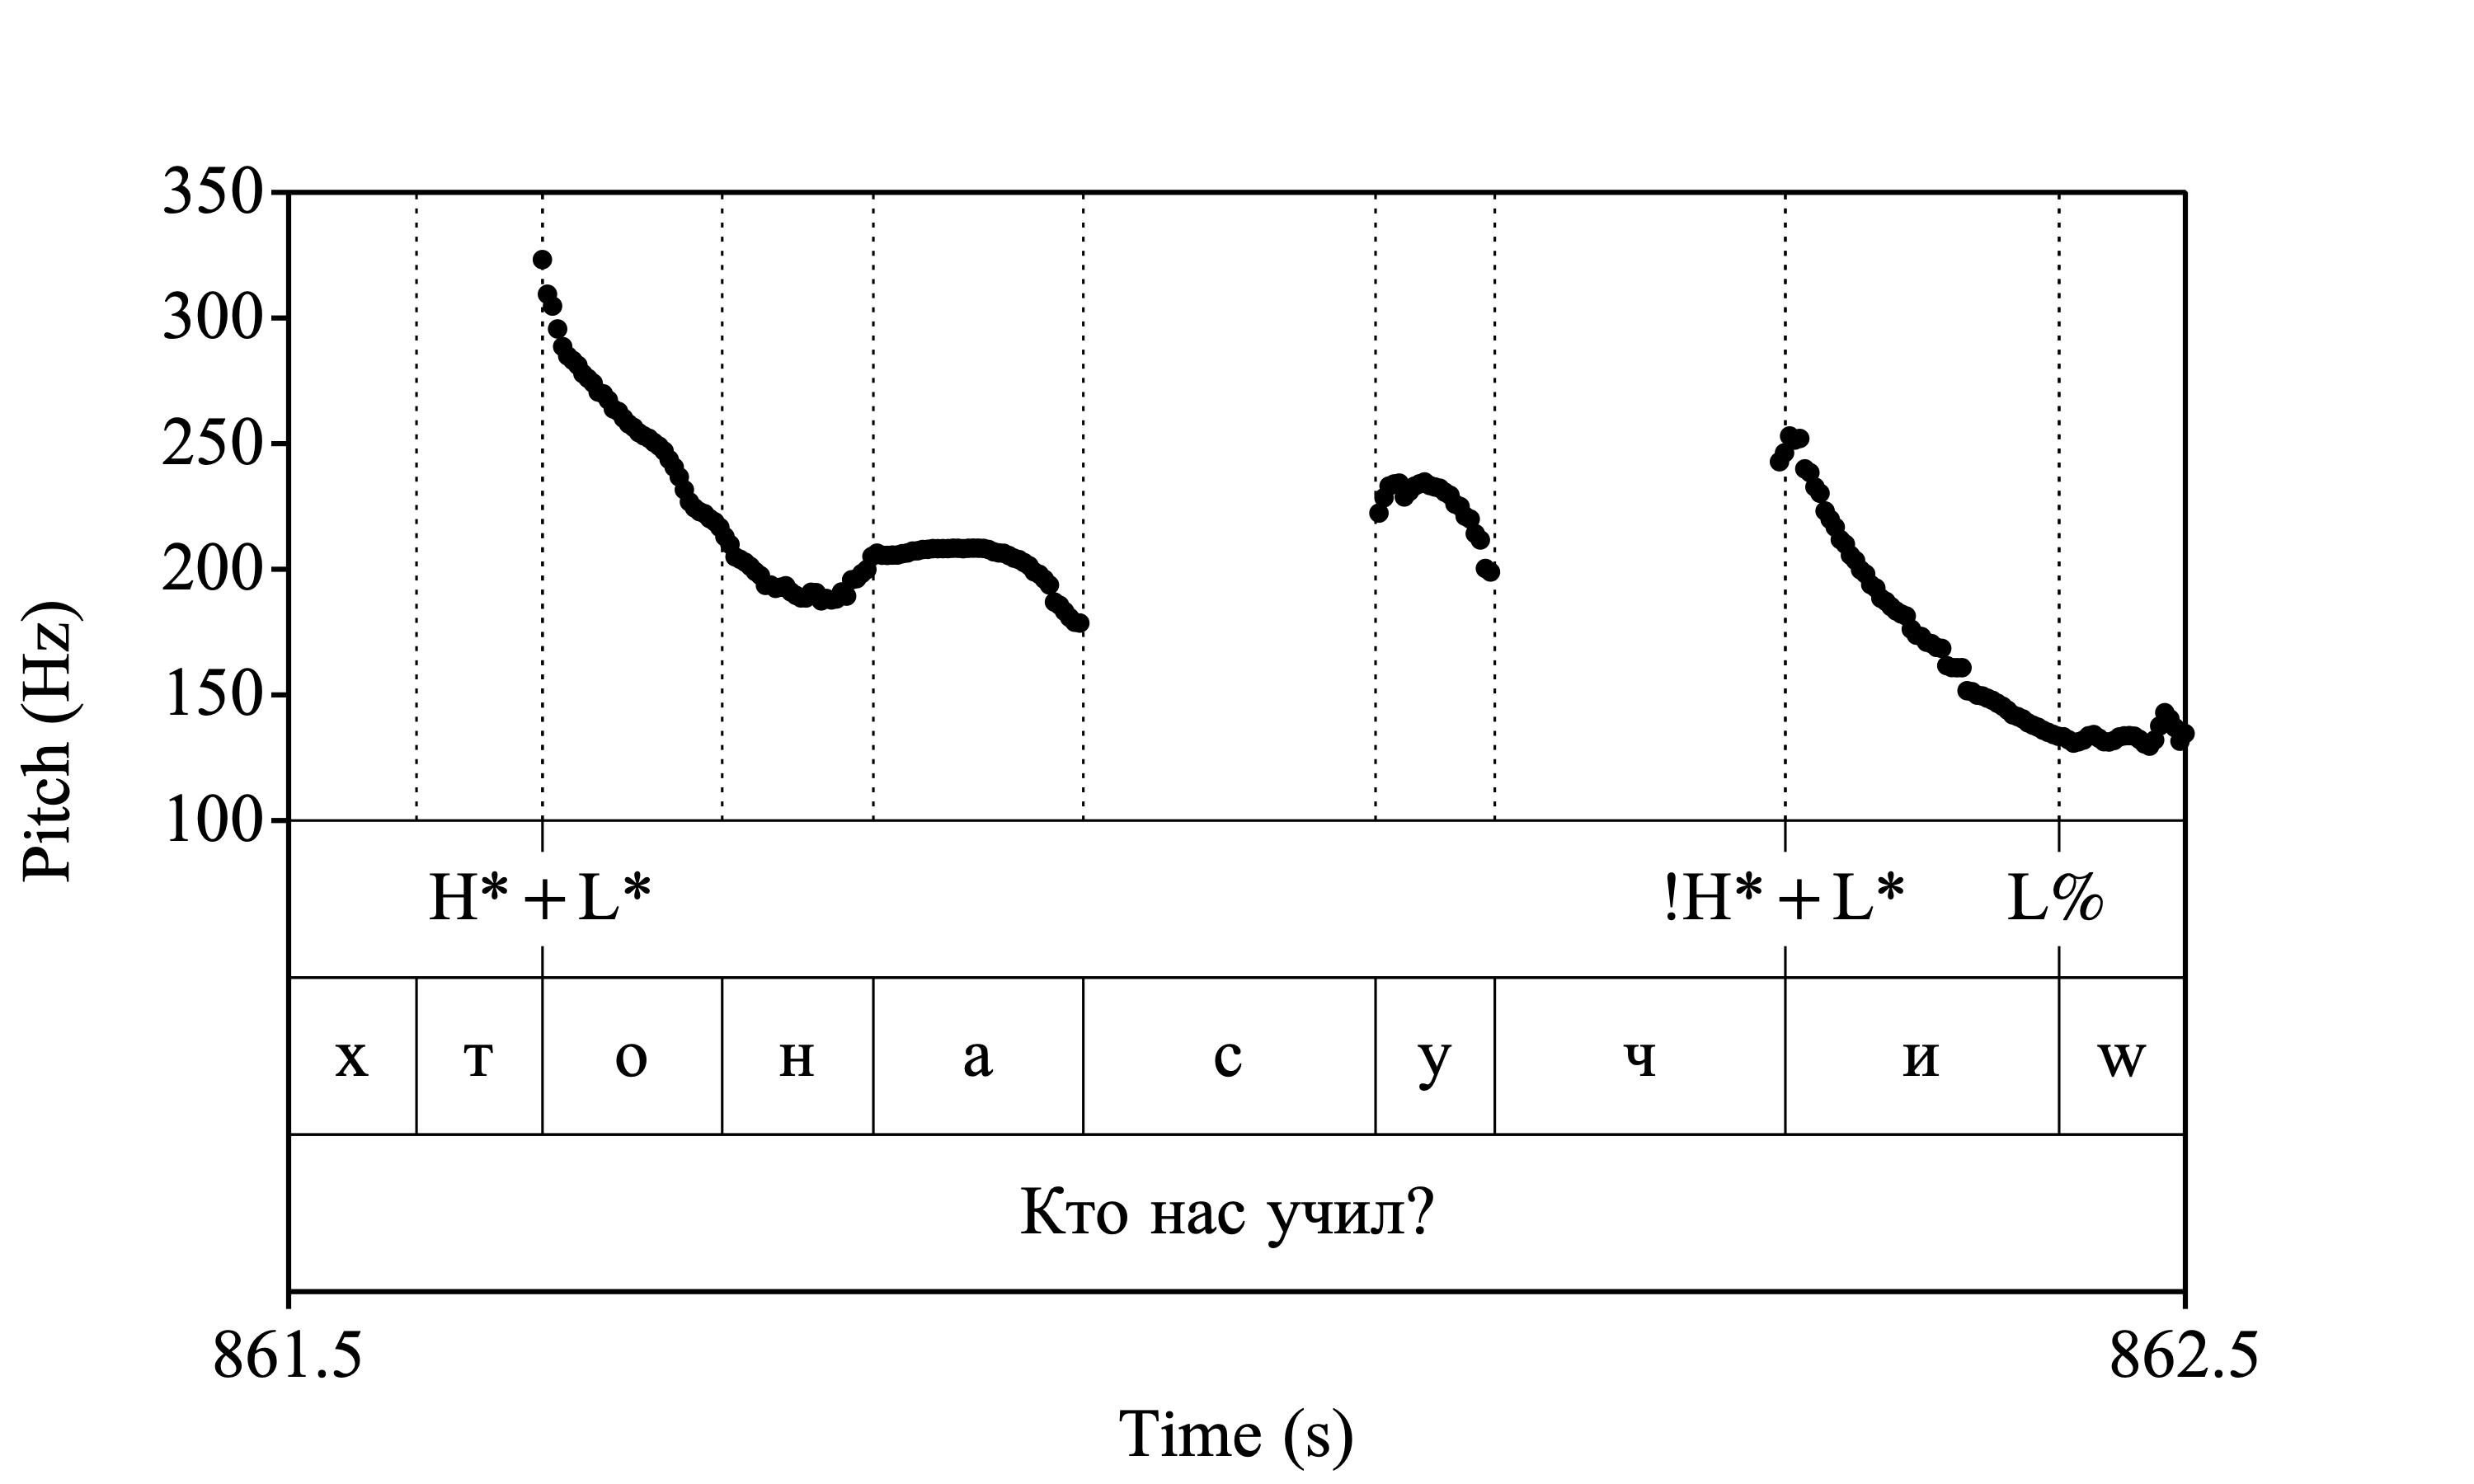 350
300
250
200
150
100
Pitch (Hz)
H*+L* !H*+L* L%
х т о н а с у ч и w
Кто нас учил?
861.5 862.5
Time (s)